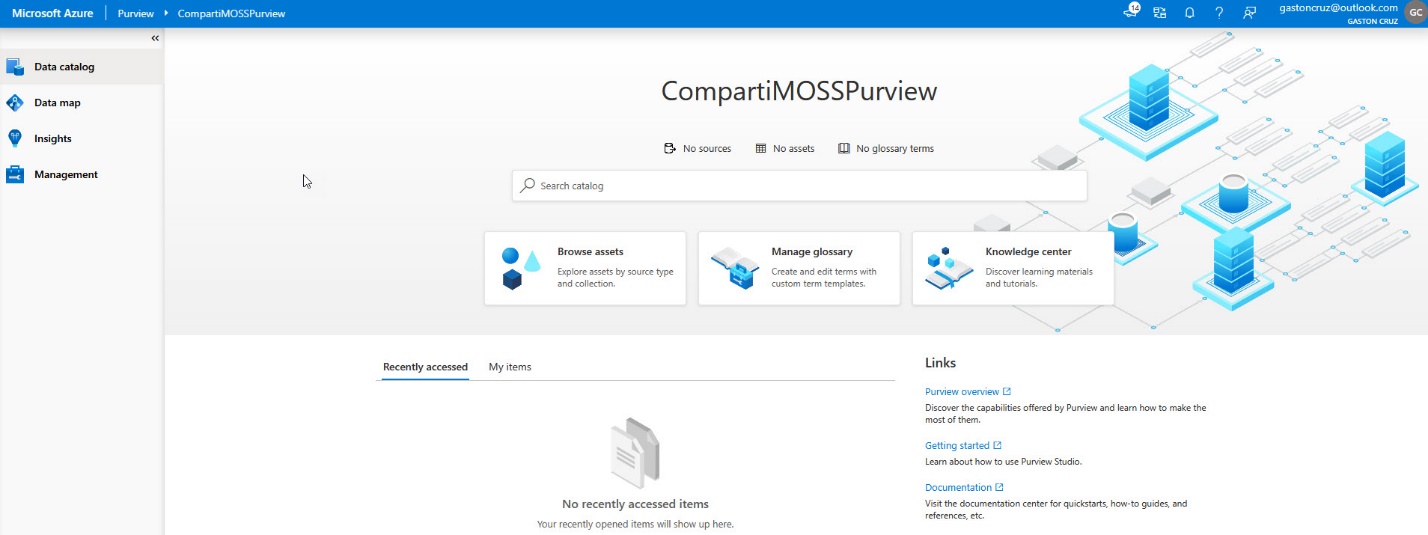 Microsoft Azure Purview CompartiMOSSPurview 14 gastoncruz@outlook.com
GASTON CRUZ
GC
«
Data catalog
Data map
Insights
Management
CompartiMOSSPurview
No sources No assets No glossary terms
Search catalog
Browse assets
Explore assets by source type
and collection.
Manage glossary
Create and edit terms with
custom term templates.
Knowledge center
Discover learning materials
and tutorials.
Recently accessed My items
No recently accessed items
Your recently opened items will show up here.
Links
Purview overview
Discover the capabilities offered by Purview and learn how to make the
most of them.
Getting started
Learn about how to use Purview Studio.
Documentation
Visit the documentation center for quickstarts, how-to guides, and
references, etc.